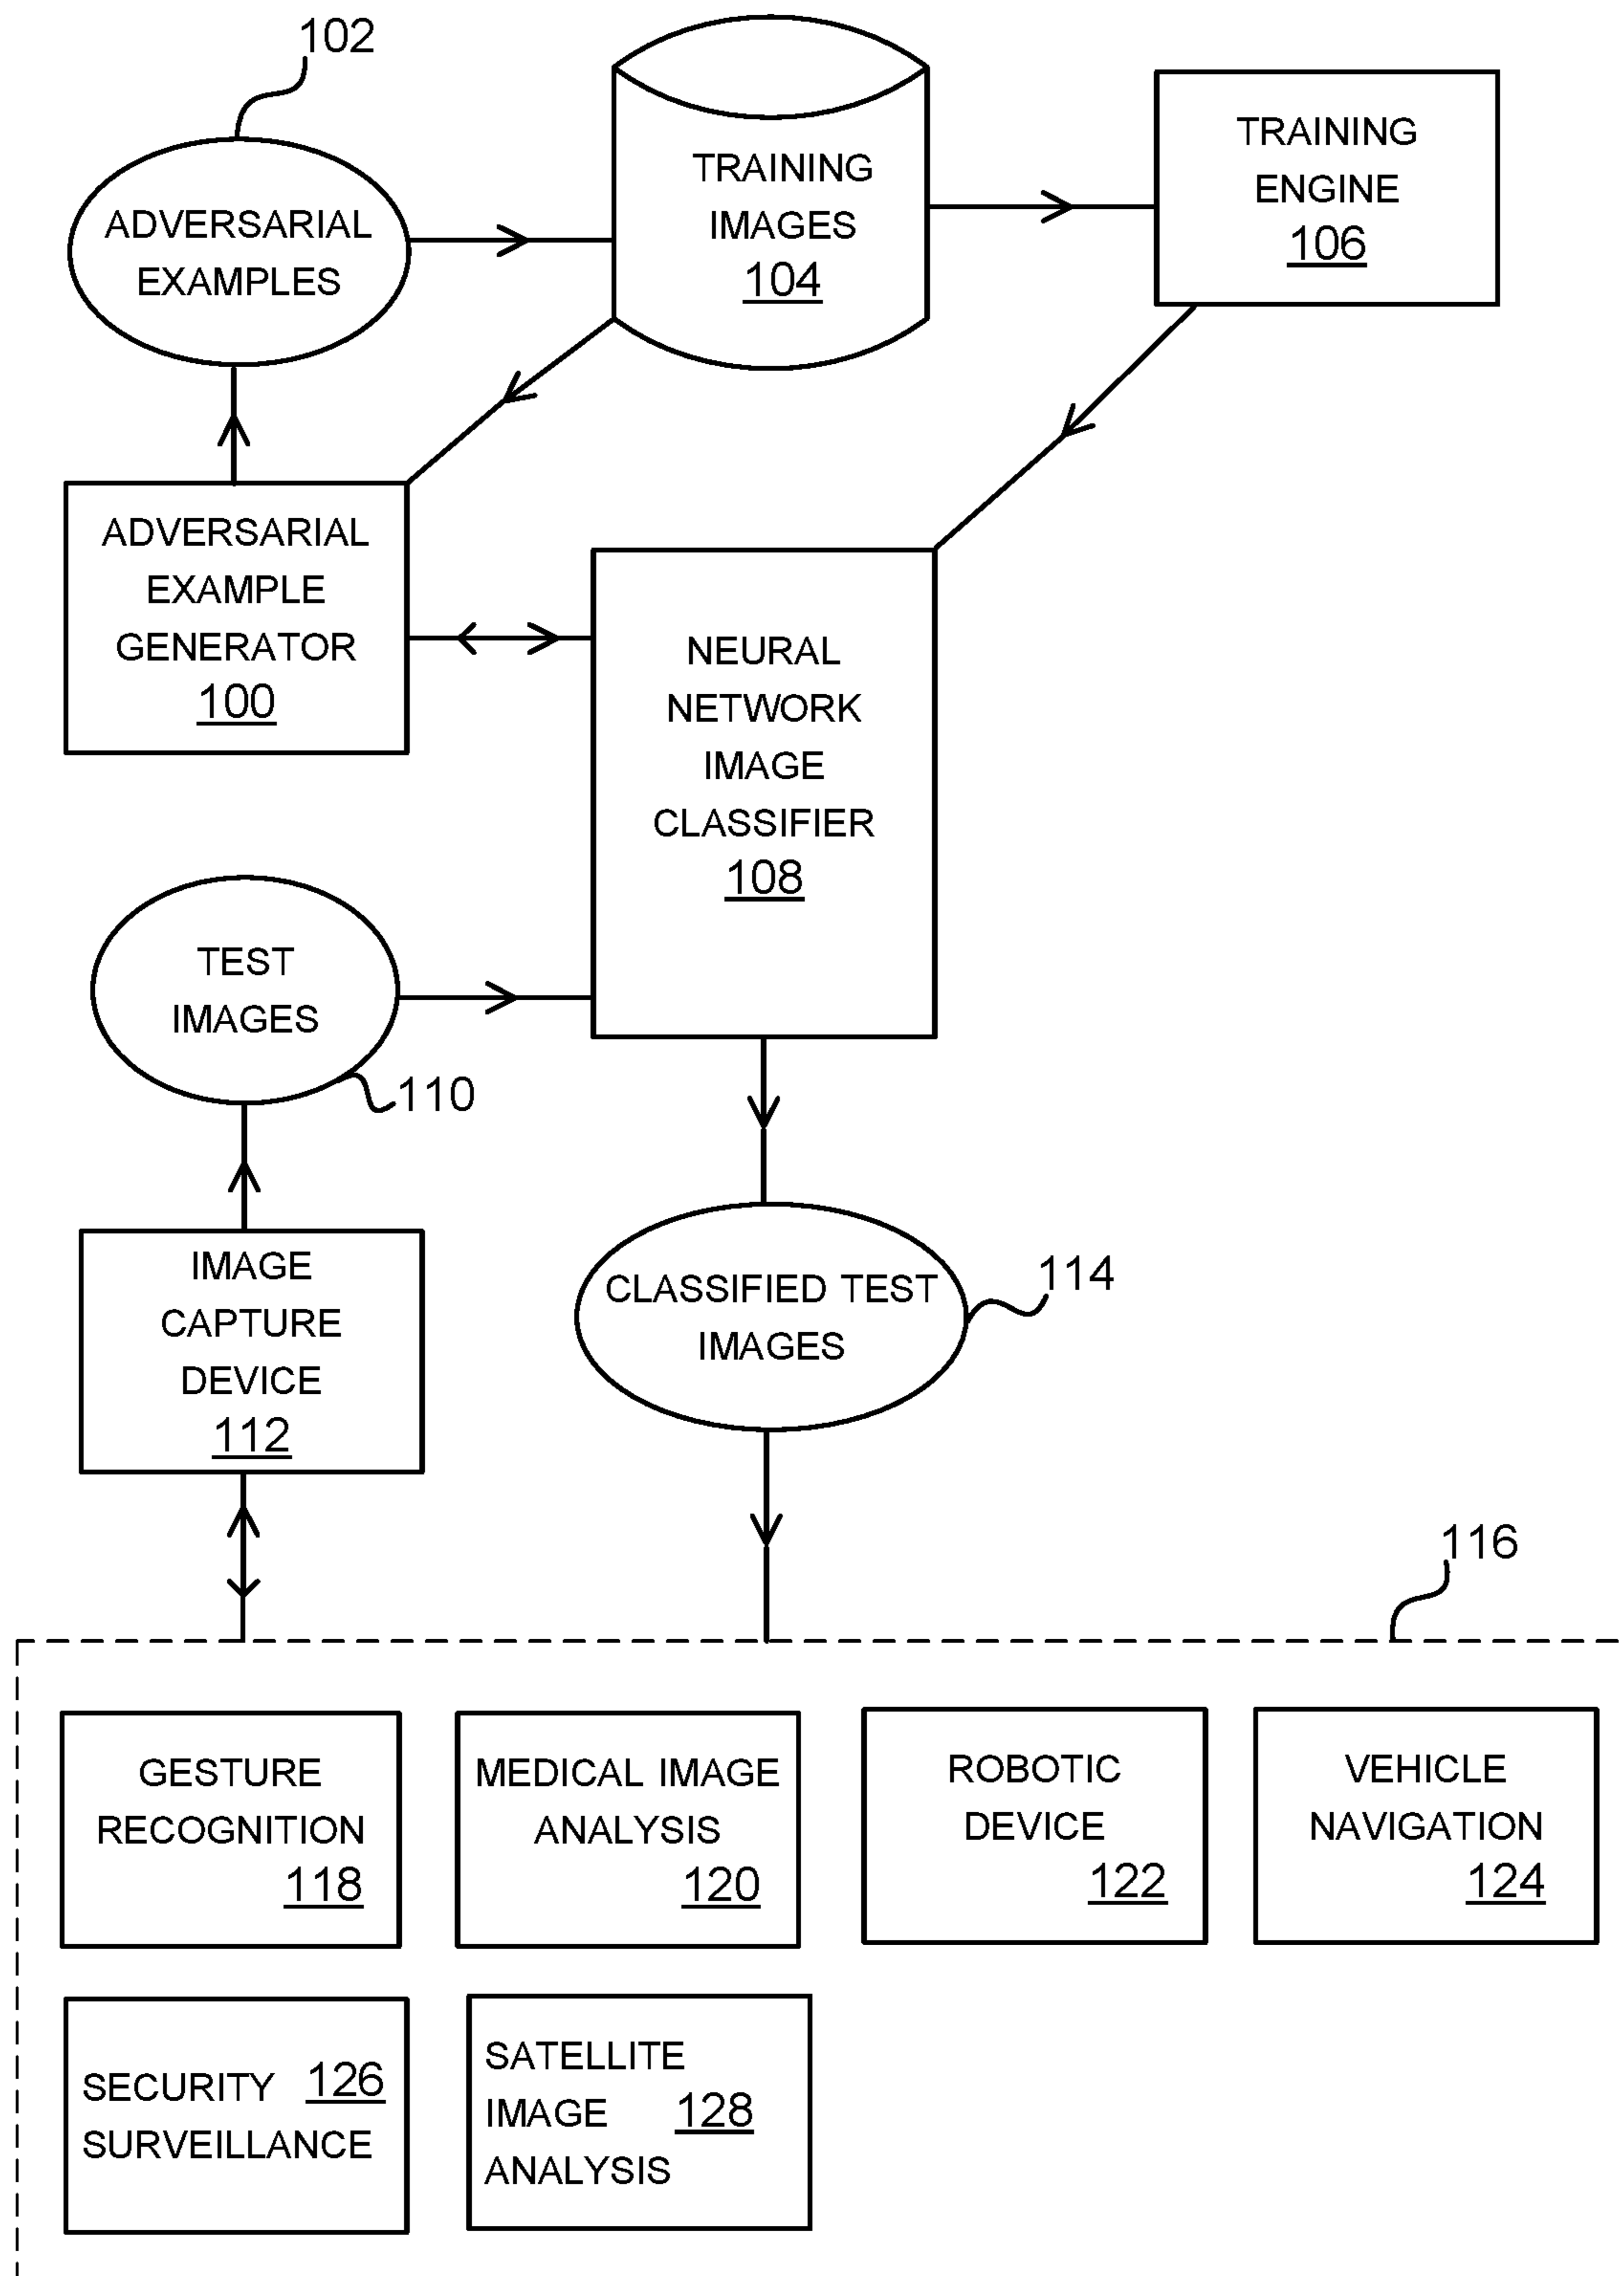 102
ADVERSARIAL
EXAMPLES
TRAINING
IMAGES
104
TRAINING
ENGINE
106
ADVERSARIAL
EXAMPLE
GENERATOR
100
NEURAL
NETWORK
IMAGE
CLASSIFIER
108
TEST
IMAGES
110
IMAGE
CAPTURE
DEVICE
112
CLASSIFIED TEST
IMAGES
114
116
GESTURE
RECOGNITION
118
MEDICAL IMAGE
ANALYSIS
120
ROBOTIC
DEVICE
122
VEHICLE
NAVIGATION
124
SECURITY 126
SURVEILLANCE
SATELLITE
IMAGE 128
ANALYSIS